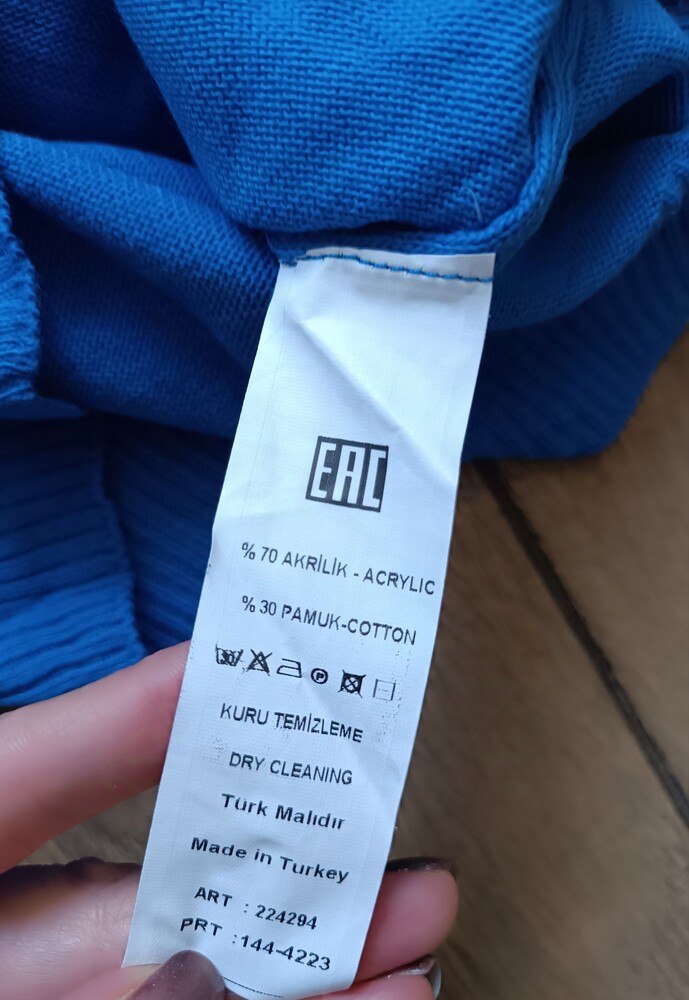 EAC
% 70 AKRİLİK - ACRYLIC
% 30 PAMUK-COTTON
P
KURU TEMİZLEME
DRY CLEANING
Türk Malıdır
Made in Turkey
ART : 224294
PRT :144-4223